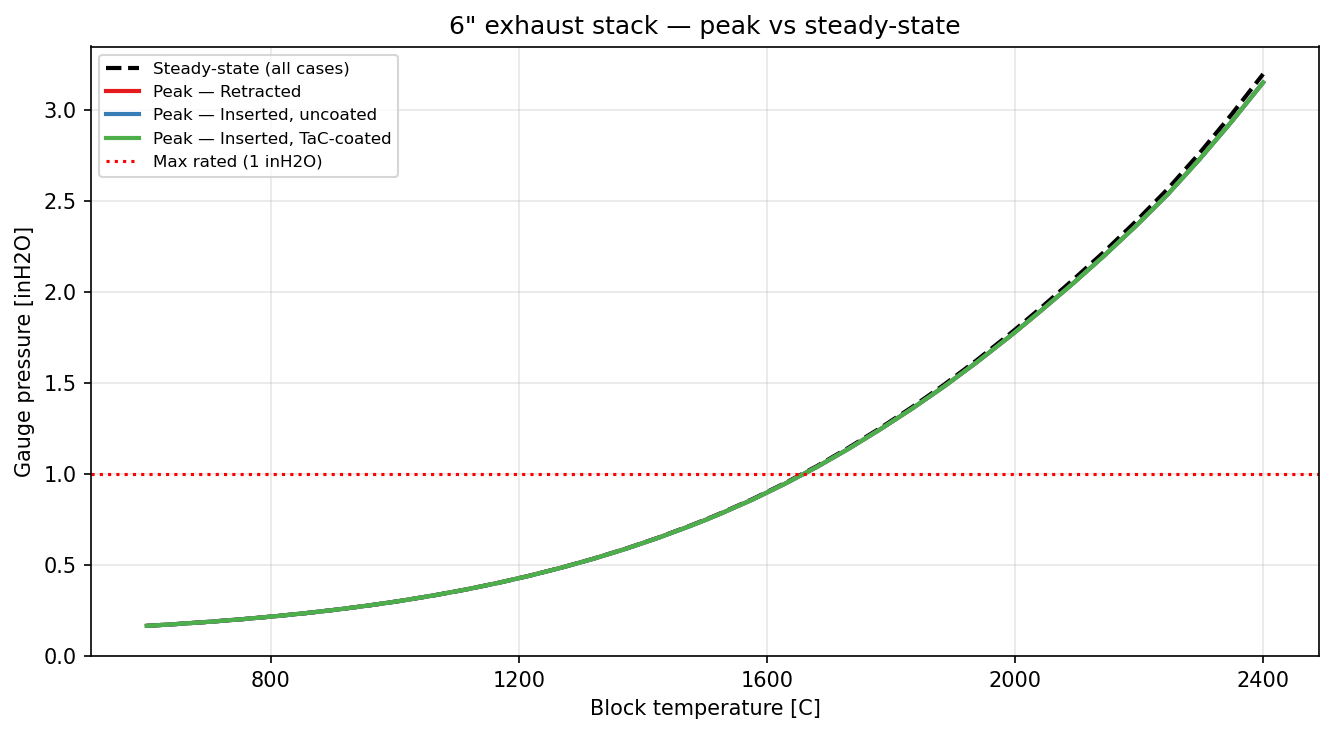 6" exhaust stack — peak vs steady-state
Steady-state (all cases)
Peak — Retracted
Peak — Inserted, uncoated
Peak — Inserted, TaC-coated
Max rated (1 inH2O)
Gauge pressure [inH2O]
3.0
2.5
2.0
1.5
1.0
0.5
0.0
800
1200
1600
2000
2400
Block temperature [C]